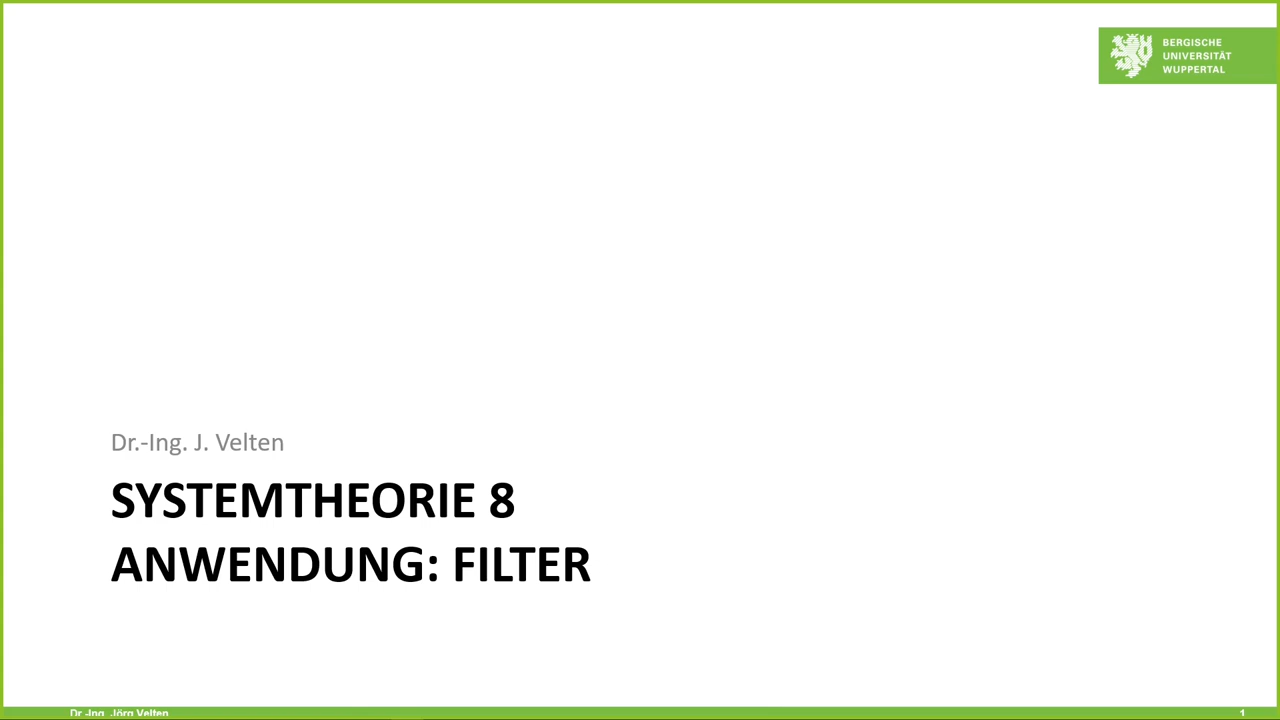 BERGISCHE
UNIVERSITÄT
WUPPERTAL
Dr.-Ing. J. Velten
SYSTEMTHEORIE 8
ANWENDUNG: FILTER
Dr.-Ing. Jörg Velten
1